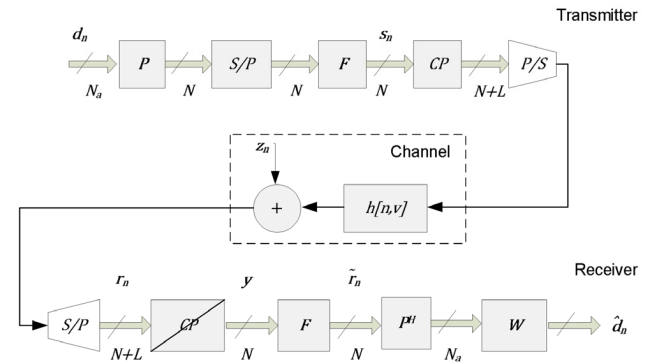 Transmitter
d_n s_n
P S/P F CP P/S
N_a N N N N+L
Channel
z_n
+ h[n,v]
Receiver
r_n y r̃_n
S/P CP F P^H W d̂_n
N+L N N N_a